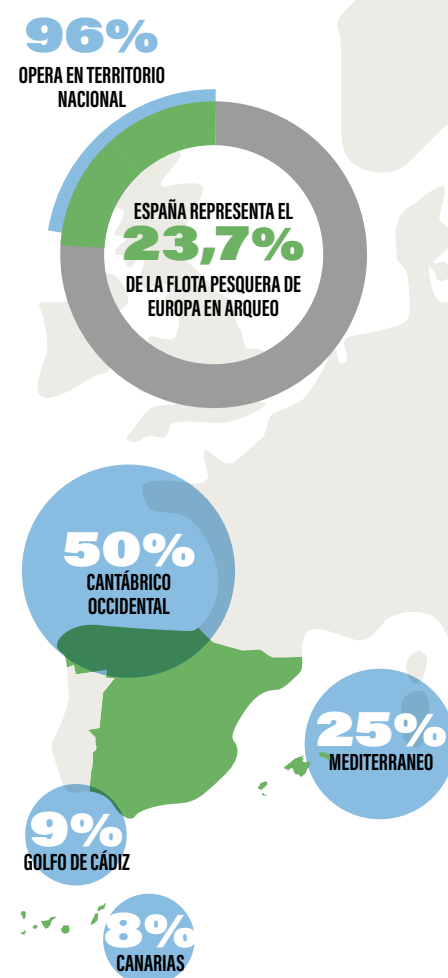 96%
OPERA EN TERRITORIO
NACIONAL
ESPAÑA REPRESENTA EL
23,7%
DE LA FLOTA PESQUERA DE
EUROPA EN ARQUEO
50%
CANTÁBRICO
OCCIDENTAL
25%
MEDITERRANEO
9%
GOLFO DE CÁDIZ
8%
CANARIAS